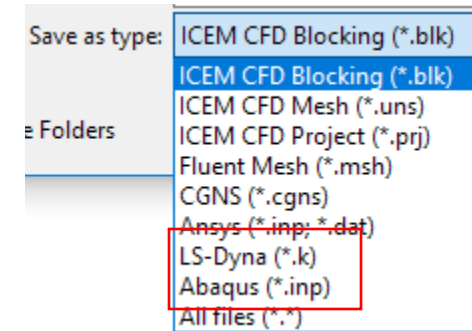 Save as type: ICEM CFD Blocking (*.blk)
ICEM CFD Blocking (*.blk)
ICEM CFD Mesh (*.uns)
e Folders ICEM CFD Project (*.prj)
Fluent Mesh (*.msh)
CGNS (*.cgns)
Ansys (*.inp; *.dat)
LS-Dyna (*.k)
Abaqus (*.inp)
All files (*.*)